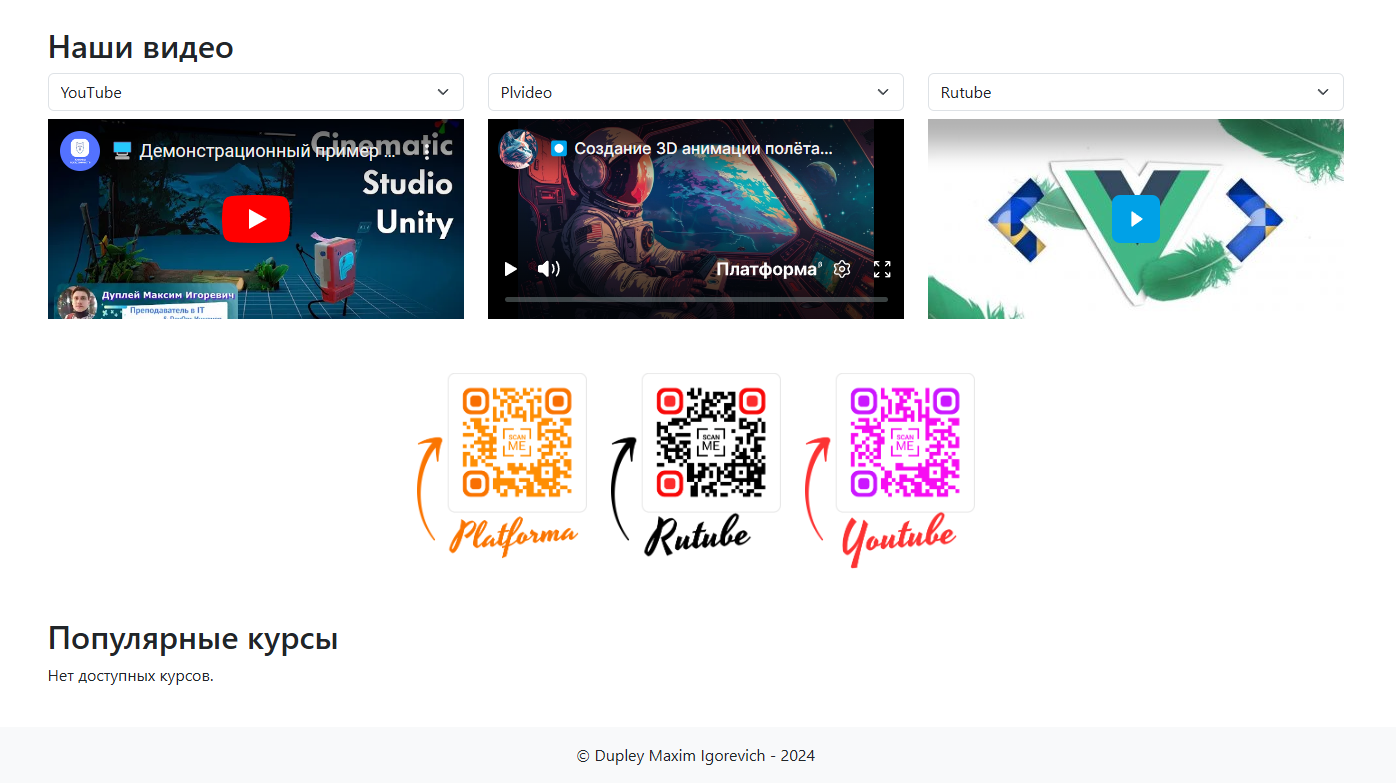 Наши видео
YouTube
Plvideo
Rutube
Демонстрационный пример ...
Cinematic
Studio
Unity
Дуплей Максим Игоревич
Преподаватель в IT
Создание 3D анимации полёта...
Платформа
SCAN
ME
Platforma
SCAN
ME
Rutube
SCAN
ME
Youtube
Популярные курсы
Нет доступных курсов.
© Dupley Maxim Igorevich - 2024